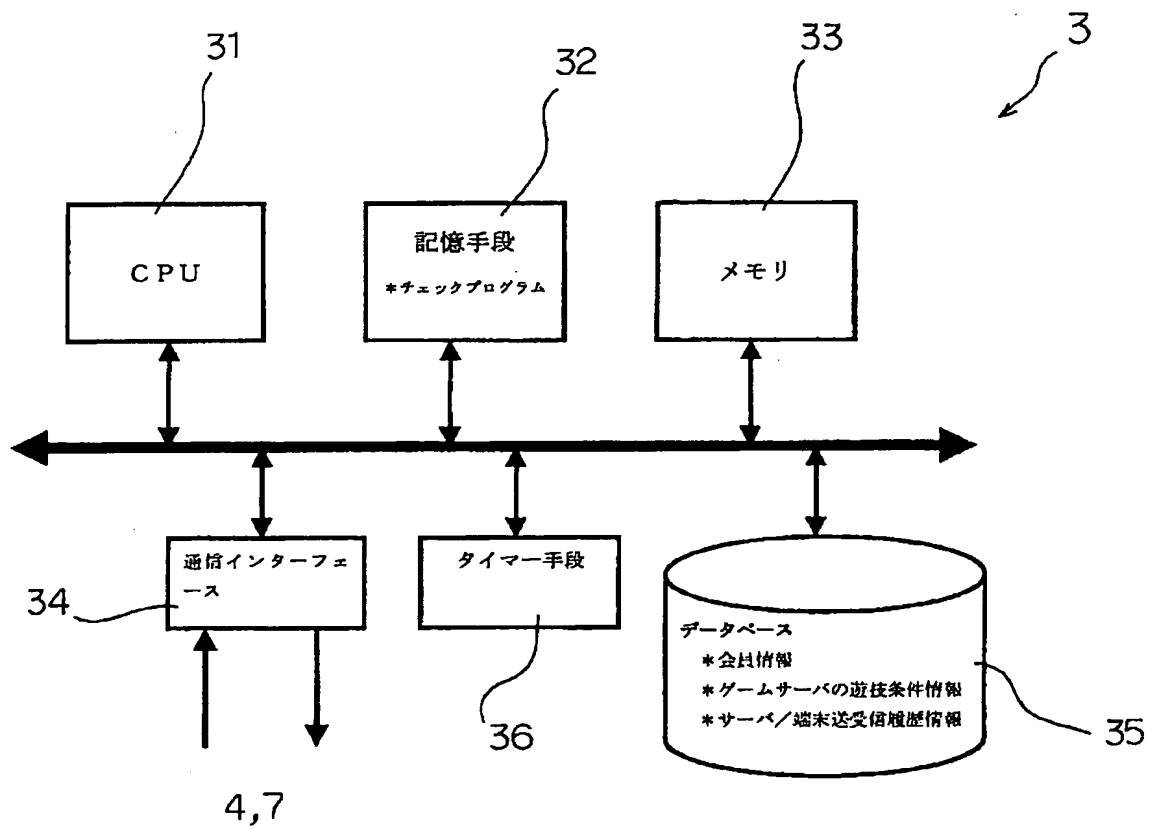 31
32
33
3
CPU
記憶手段
*チェックプログラム
メモリ
通信インターフェ
ース
タイマー手段
34
36
データベース
*会員情報
*ゲームサーバの遊技条件情報
*サーバ/端末送受信履歴情報
35
4,7